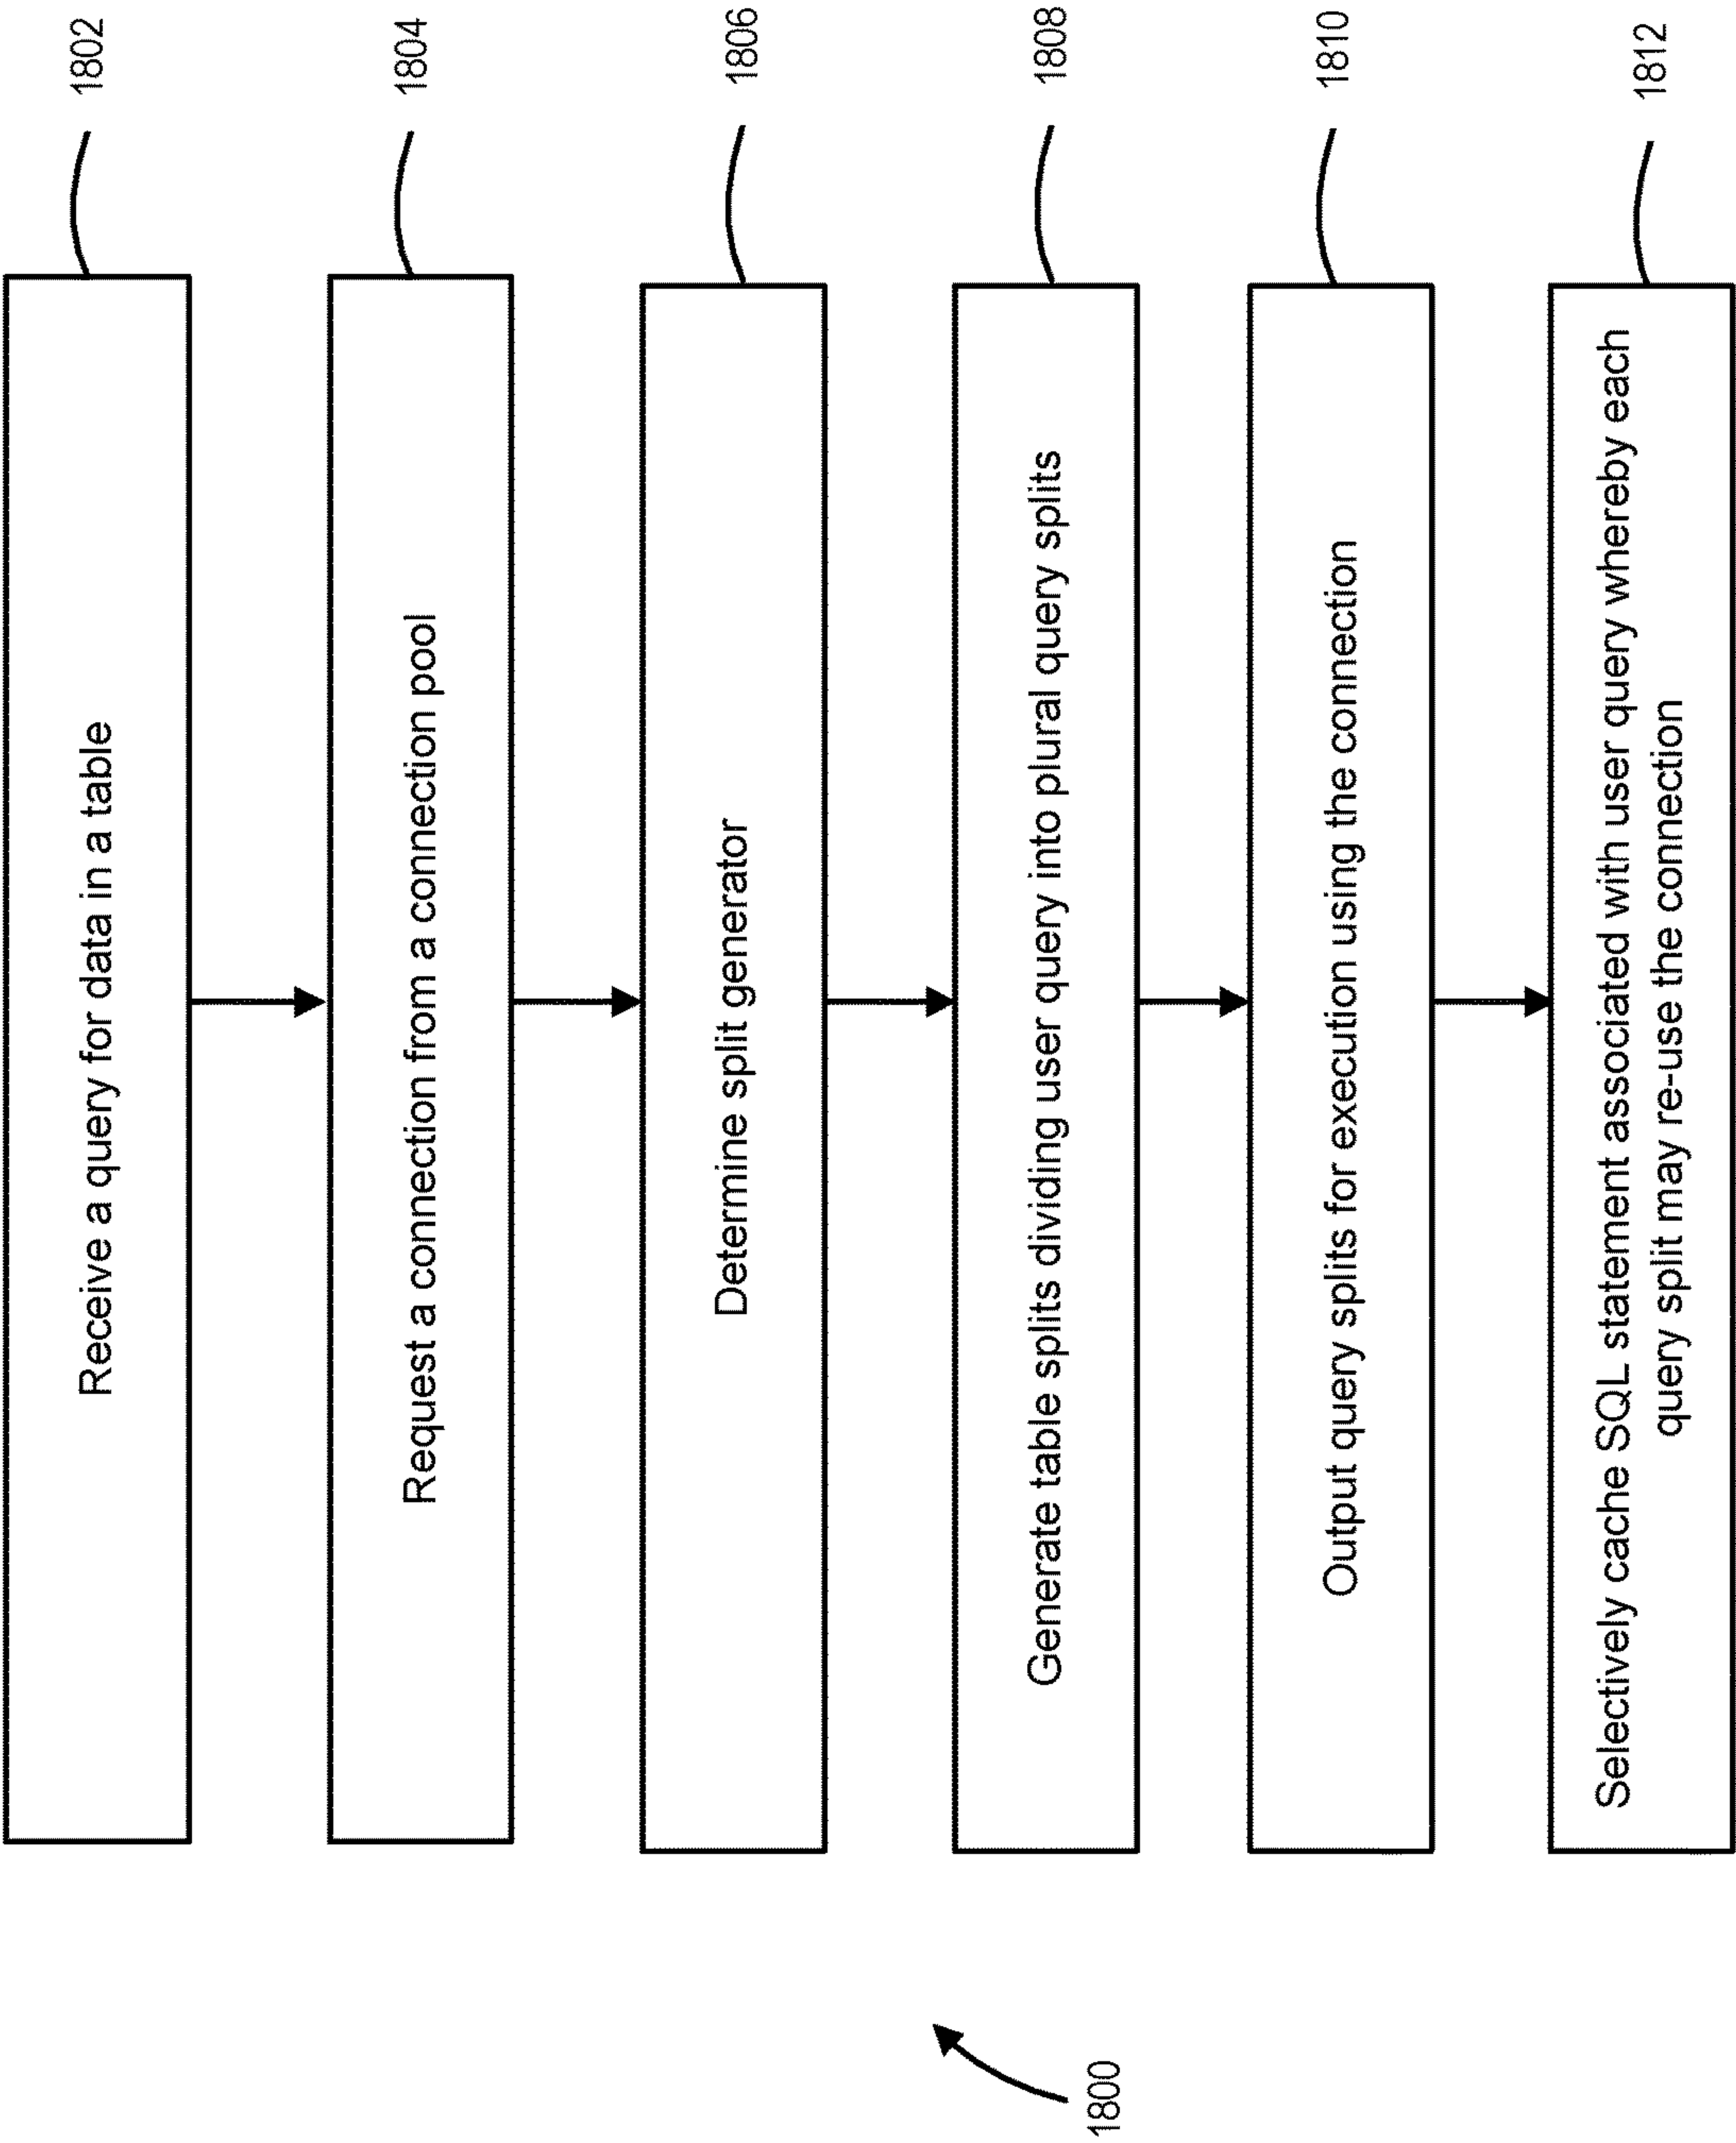 Receive a query for data in a table
1802
Request a connection from a connection pool
1804
Determine split generator
1806
Generate table splits dividing user query into plural query splits
1808
Output query splits for execution using the connection
1810
Selectively cache SQL statement associated with user query whereby each
query split may re-use the connection
1812
1800